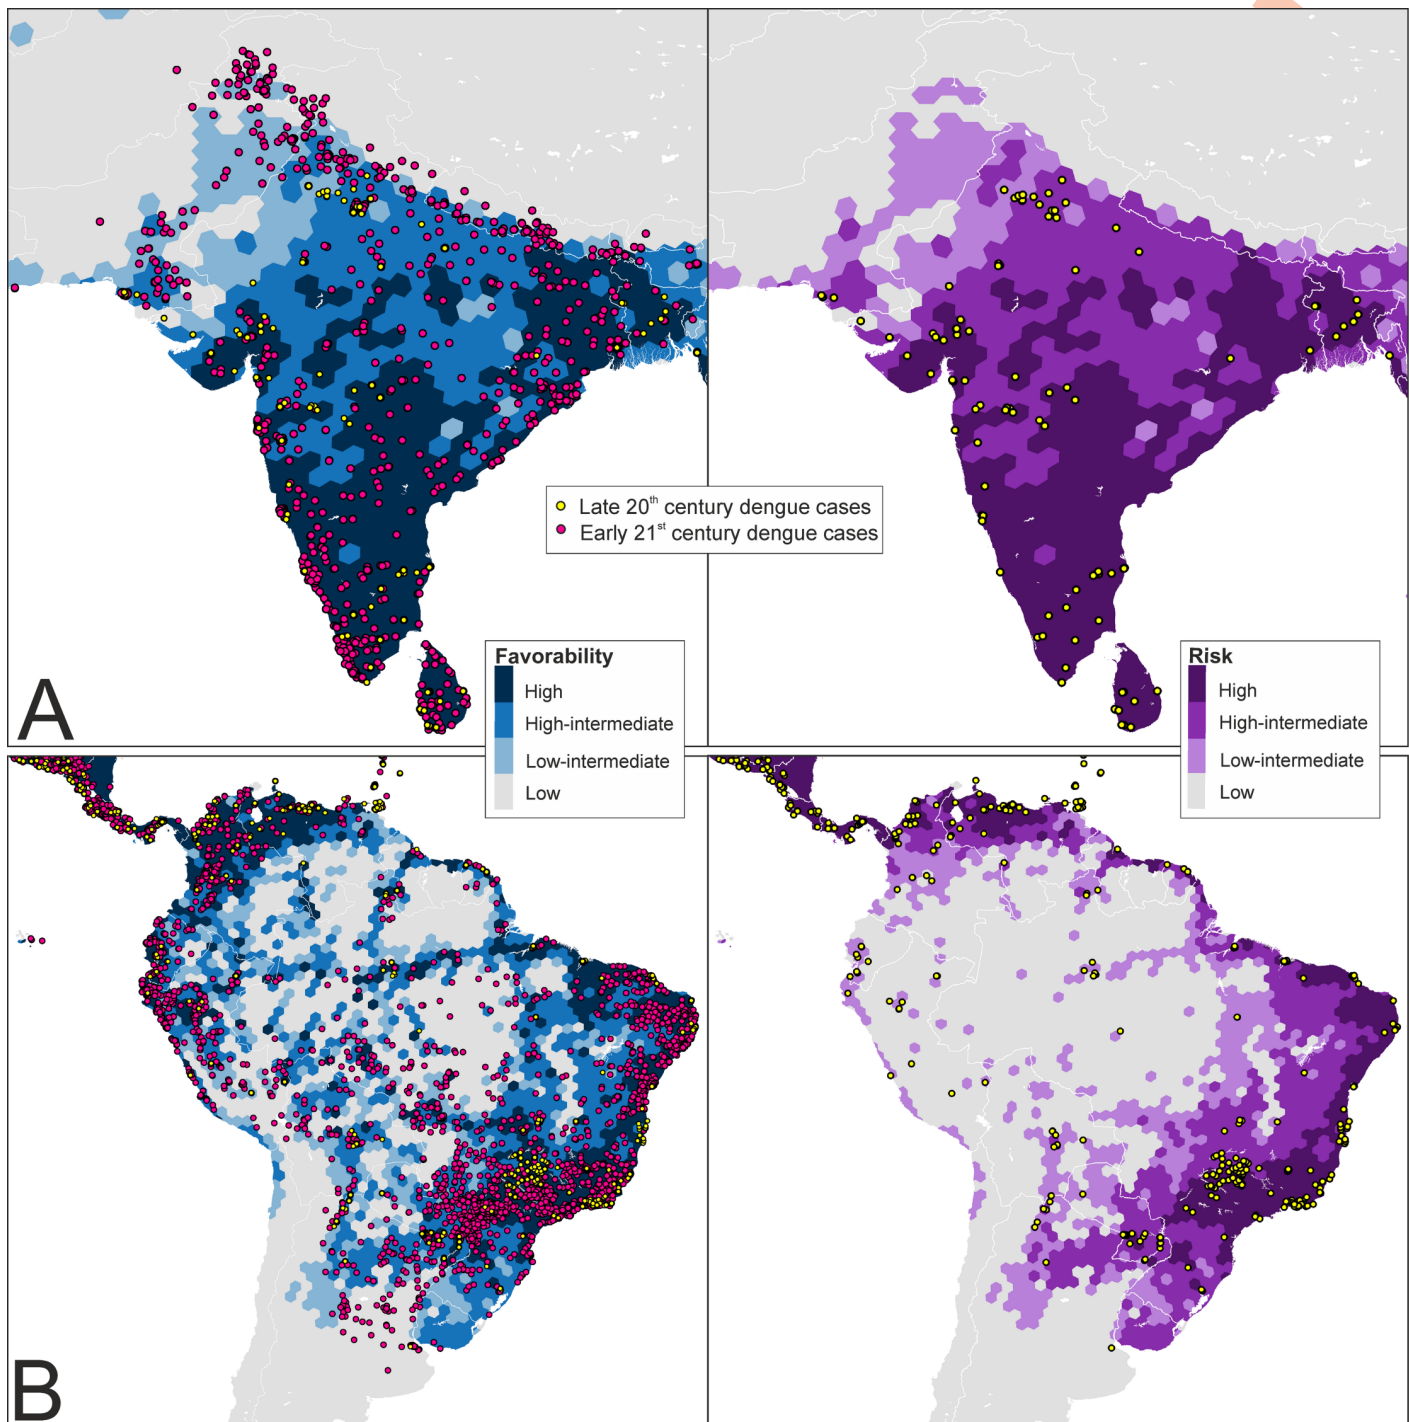 Late 20th century dengue cases
Early 21st century dengue cases
Favorability
High
High-intermediate
Low-intermediate
Low
Risk
High
High-intermediate
Low-intermediate
Low
A
B